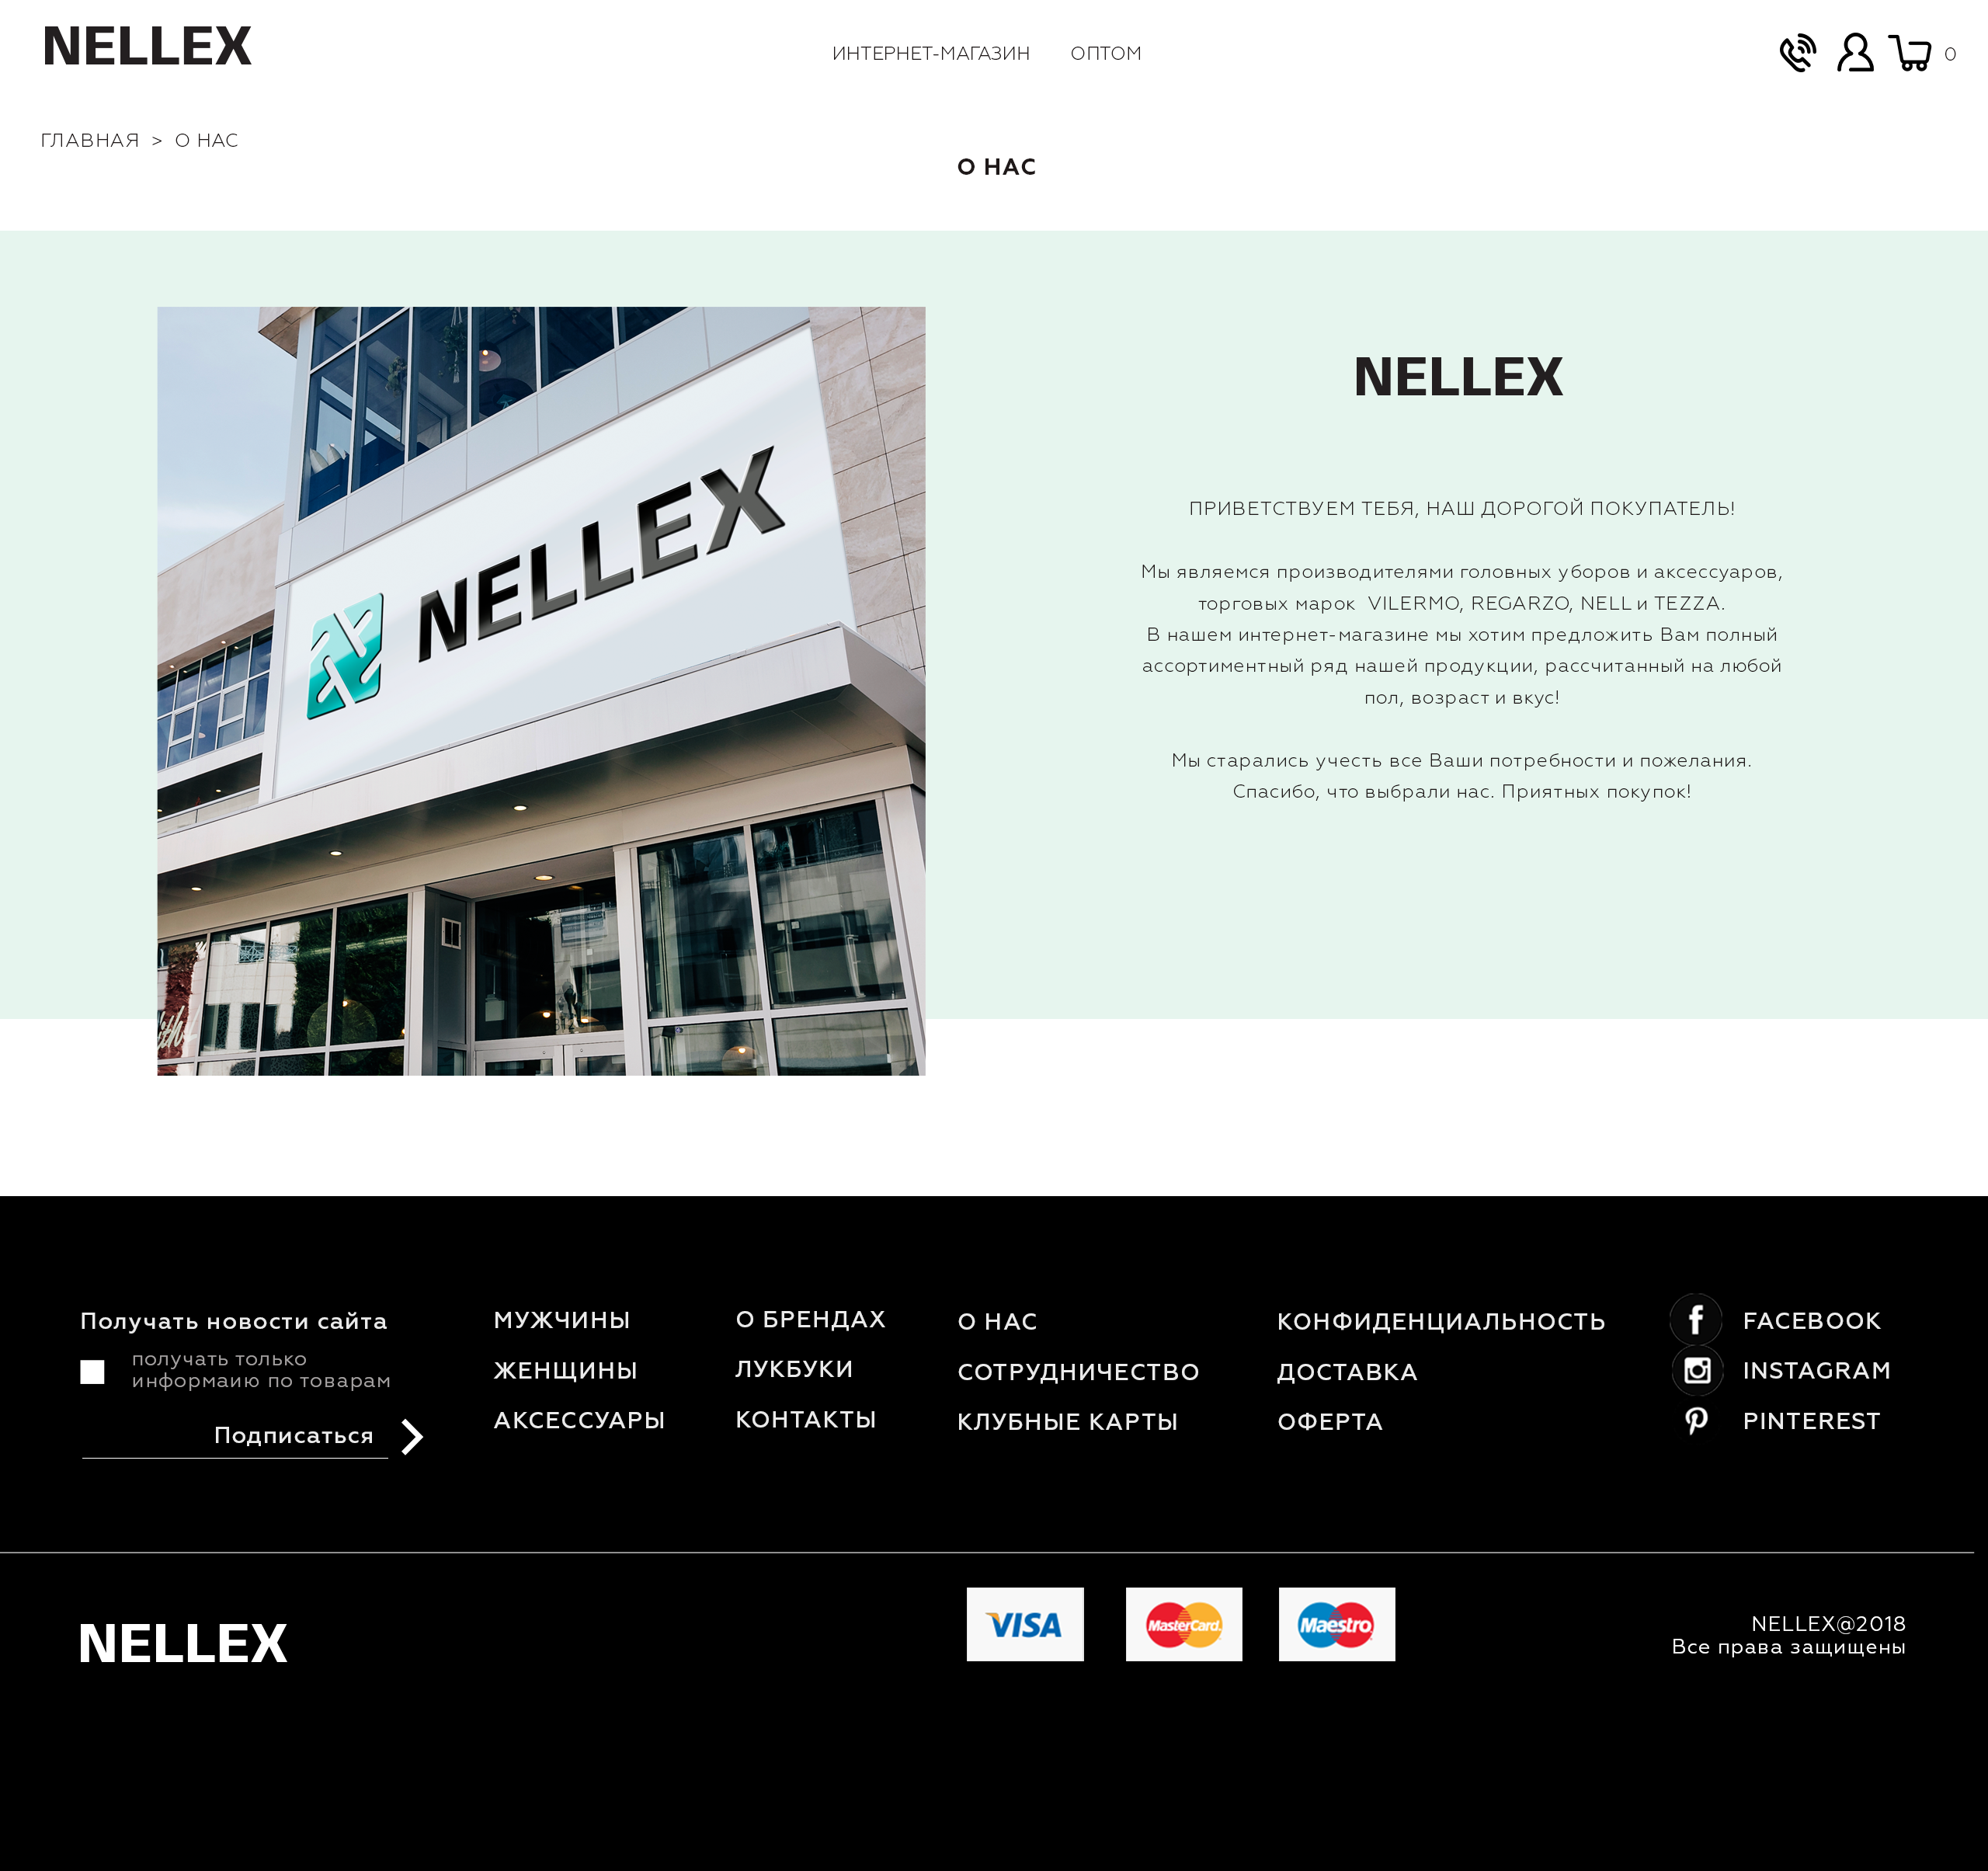 NELLEX
ИНТЕРНЕТ-МАГАЗИН ОПТОМ
0
ГЛАВНАЯ > О НАС
О НАС
NELLEX
NELLEX
ПРИВЕТСТВУЕМ ТЕБЯ, НАШ ДОРОГОЙ ПОКУПАТЕЛЬ!
Мы являемся производителями головных уборов и аксессуаров,
торговых марок VILERMO, REGARZO, NELL и TEZZA.
В нашем интернет-магазине мы хотим предложить Вам полный
ассортиментный ряд нашей продукции, рассчитанный на любой
пол, возраст и вкус!
Мы старались учесть все Ваши потребности и пожелания.
Спасибо, что выбрали нас. Приятных покупок!
Получать новости сайта
получать только
информаию по товарам
Подписаться
МУЖЧИНЫ
ЖЕНЩИНЫ
АКСЕССУАРЫ
О БРЕНДАХ
ЛУКБУКИ
КОНТАКТЫ
О НАС
СОТРУДНИЧЕСТВО
КЛУБНЫЕ КАРТЫ
КОНФИДЕНЦИАЛЬНОСТЬ
ДОСТАВКА
ОФЕРТА
FACEBOOK
INSTAGRAM
PINTEREST
NELLEX
VISA
MasterCard
Maestro
NELLEX@2018
Все права защищены